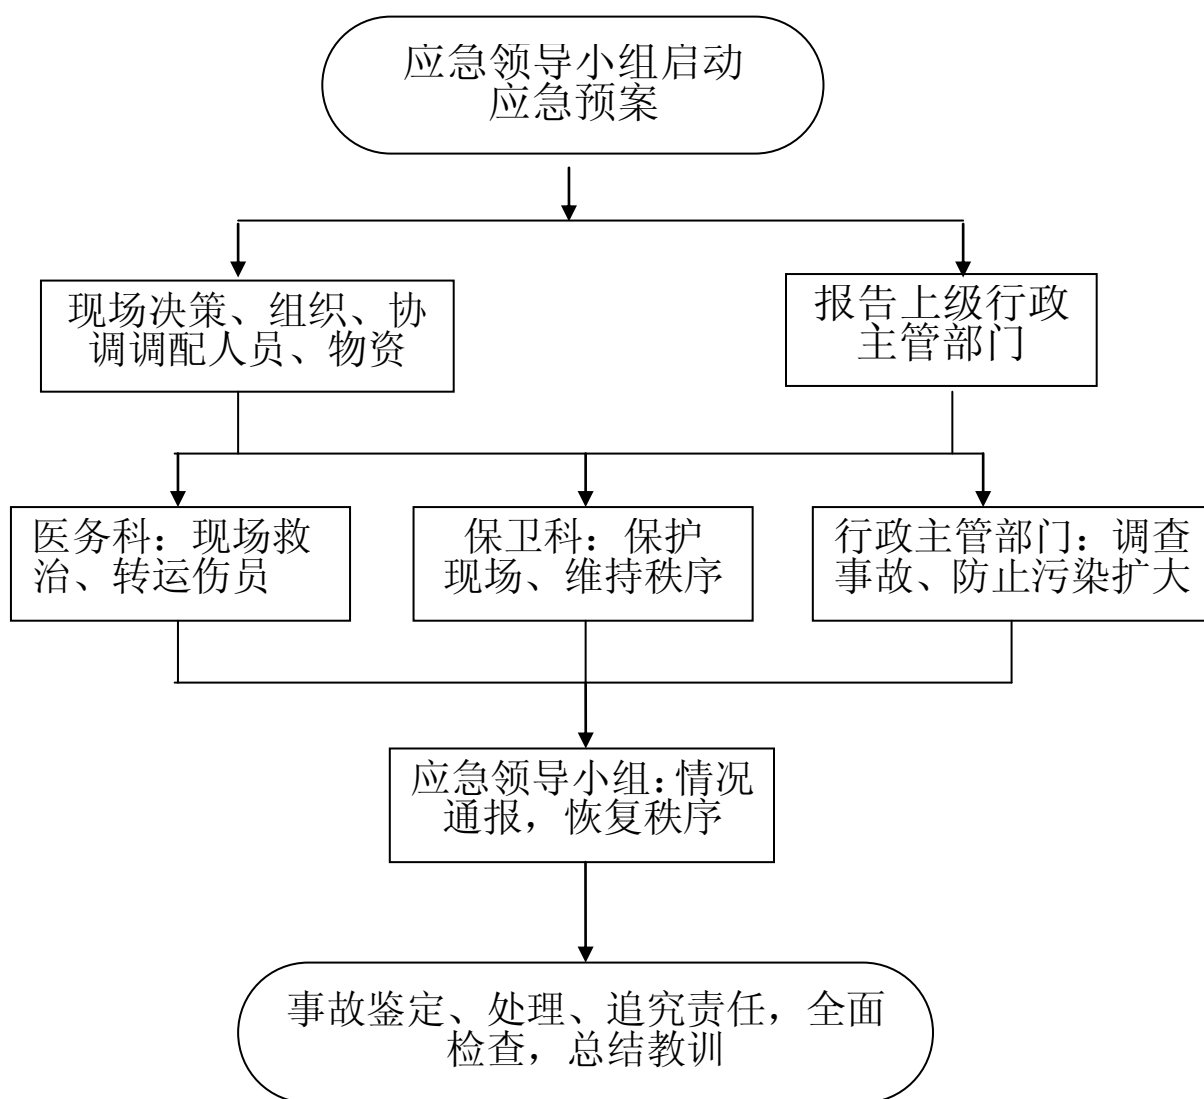 应急领导小组启动
应急预案
现场决策、组织、协
调调配人员、物资
报告上级行政
主管部门
医务科：现场救
治、转运伤员
保卫科：保护
现场、维持秩序
行政主管部门：调查
事故、防止污染扩大
应急领导小组：情况
通报，恢复秩序
事故鉴定、处理、追究责任，全面
检查，总结教训